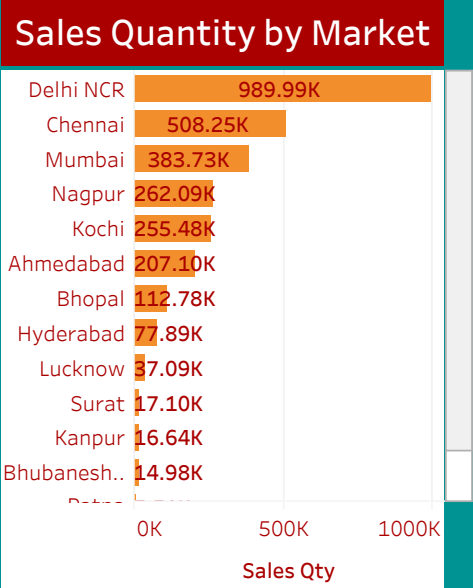 Sales Quantity by Market
Delhi NCR 989.99K
Chennai 508.25K
Mumbai 383.73K
Nagpur 262.09K
Kochi 255.48K
Ahmedabad 207.10K
Bhopal 112.78K
Hyderabad 77.89K
Lucknow 37.09K
Surat 17.10K
Kanpur 16.64K
Bhubanesh.. 14.98K
0K 500K 1000K
Sales Qty